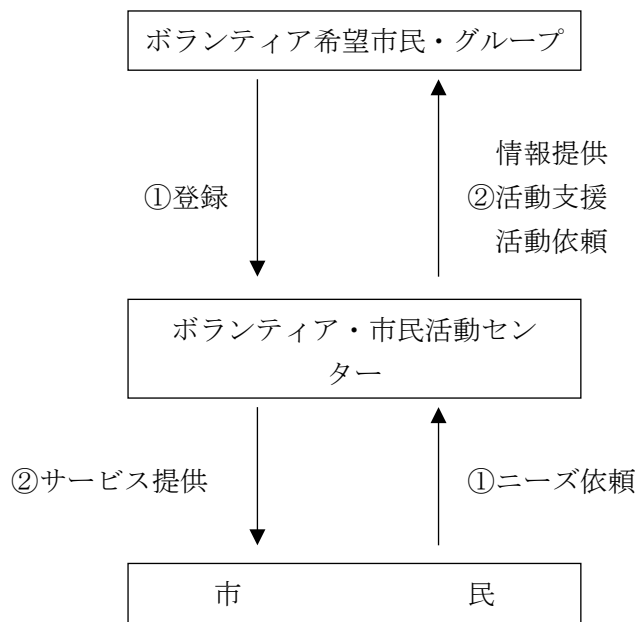 ボランティア希望市民・グループ
情報提供
①登録
②活動支援
活動依頼
ボランティア・市民活動セン
ター
②サービス提供
①ニーズ依頼
市　民